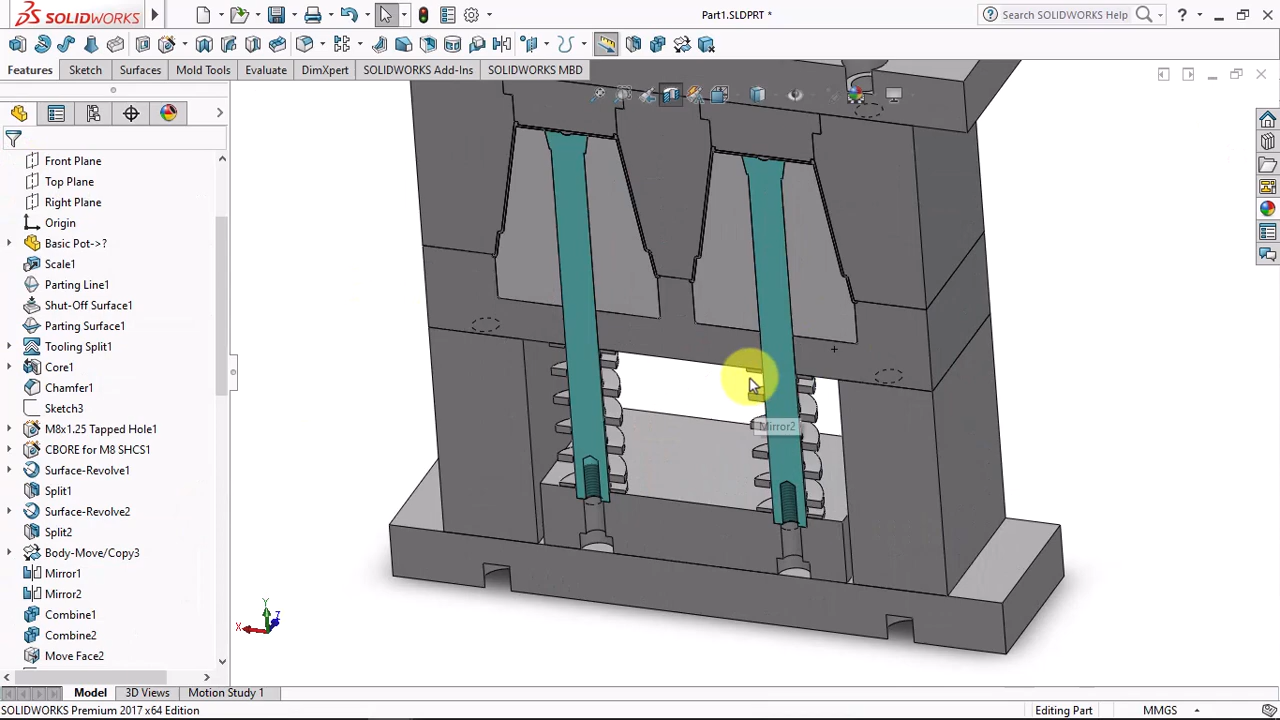 SOLIDWORKS
Part1.SLDPRT *
Search SOLIDWORKS Help
?
Features
Sketch
Surfaces
Mold Tools
Evaluate
DimXpert
SOLIDWORKS Add-Ins
SOLIDWORKS MBD
Front Plane
Top Plane
Right Plane
Origin
Basic Pot->?
Scale1
Parting Line1
Shut-Off Surface1
Parting Surface1
Tooling Split1
Core1
Chamfer1
Sketch3
M8x1.25 Tapped Hole1
CBORE for M8 SHCS1
Surface-Revolve1
Split1
Surface-Revolve2
Split2
Body-Move/Copy3
Mirror1
Mirror2
Combine1
Combine2
Move Face2
Mirror2
Y
X
Z
Model
3D Views
Motion Study 1
SOLIDWORKS Premium 2017 x64 Edition
Editing Part
MMGS